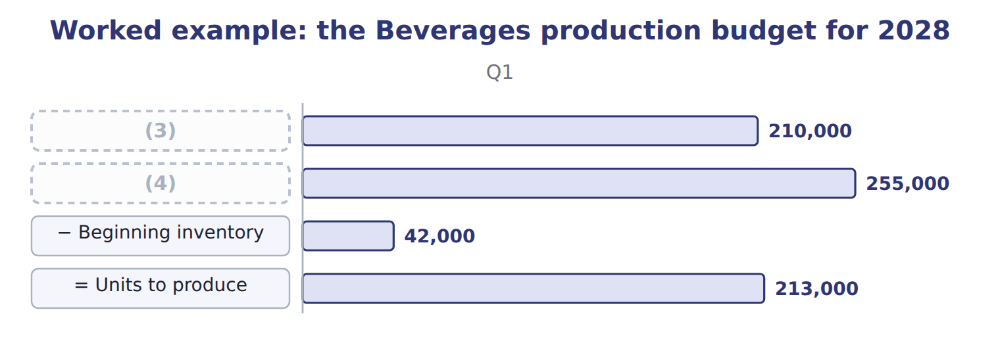 Worked example: the Beverages production budget for 2028
Q1
(3) 210,000
(4) 255,000
− Beginning inventory 42,000
= Units to produce 213,000